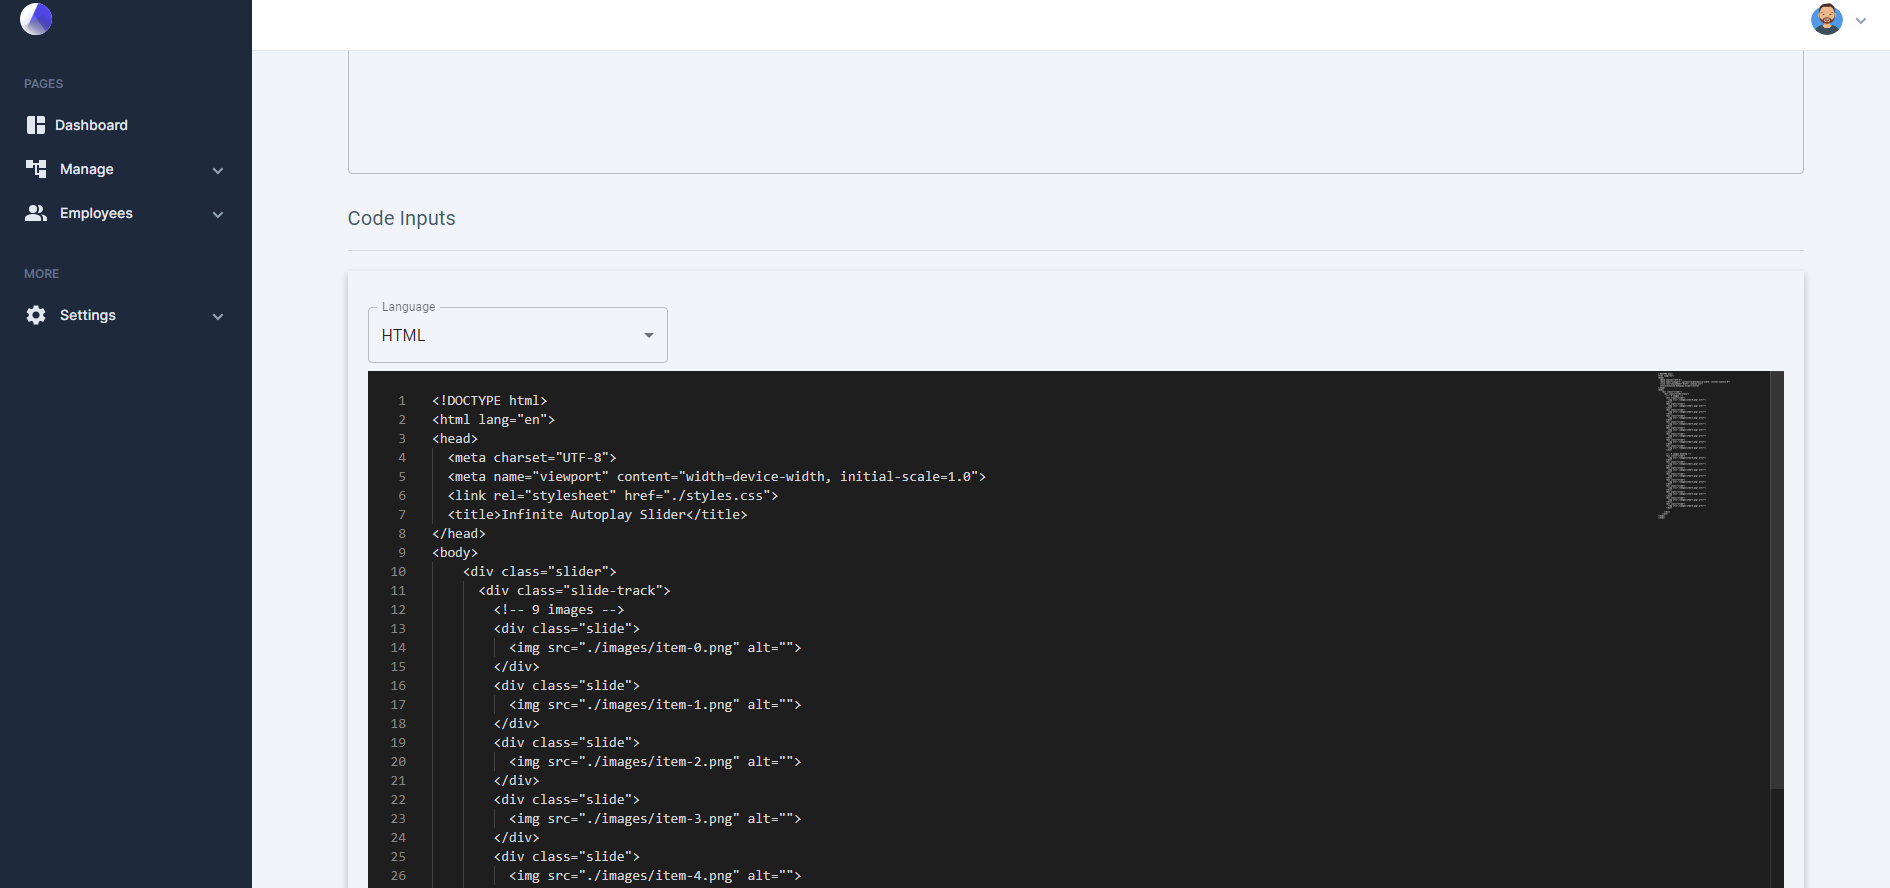 PAGES
Dashboard
Manage
Employees
MORE
Settings
Code Inputs
Language
HTML
1 <!DOCTYPE html>
2 <html lang="en">
3 <head>
4 <meta charset="UTF-8">
5 <meta name="viewport" content="width=device-width, initial-scale=1.0">
6 <link rel="stylesheet" href="./styles.css">
7 <title>Infinite Autoplay Slider</title>
8 </head>
9 <body>
10 <div class="slider">
11 <div class="slide-track">
12 <!-- 9 images -->
13 <div class="slide">
14 <img src="./images/item-0.png" alt="">
15 </div>
16 <div class="slide">
17 <img src="./images/item-1.png" alt="">
18 </div>
19 <div class="slide">
20 <img src="./images/item-2.png" alt="">
21 </div>
22 <div class="slide">
23 <img src="./images/item-3.png" alt="">
24 </div>
25 <div class="slide">
26 <img src="./images/item-4.png" alt="">